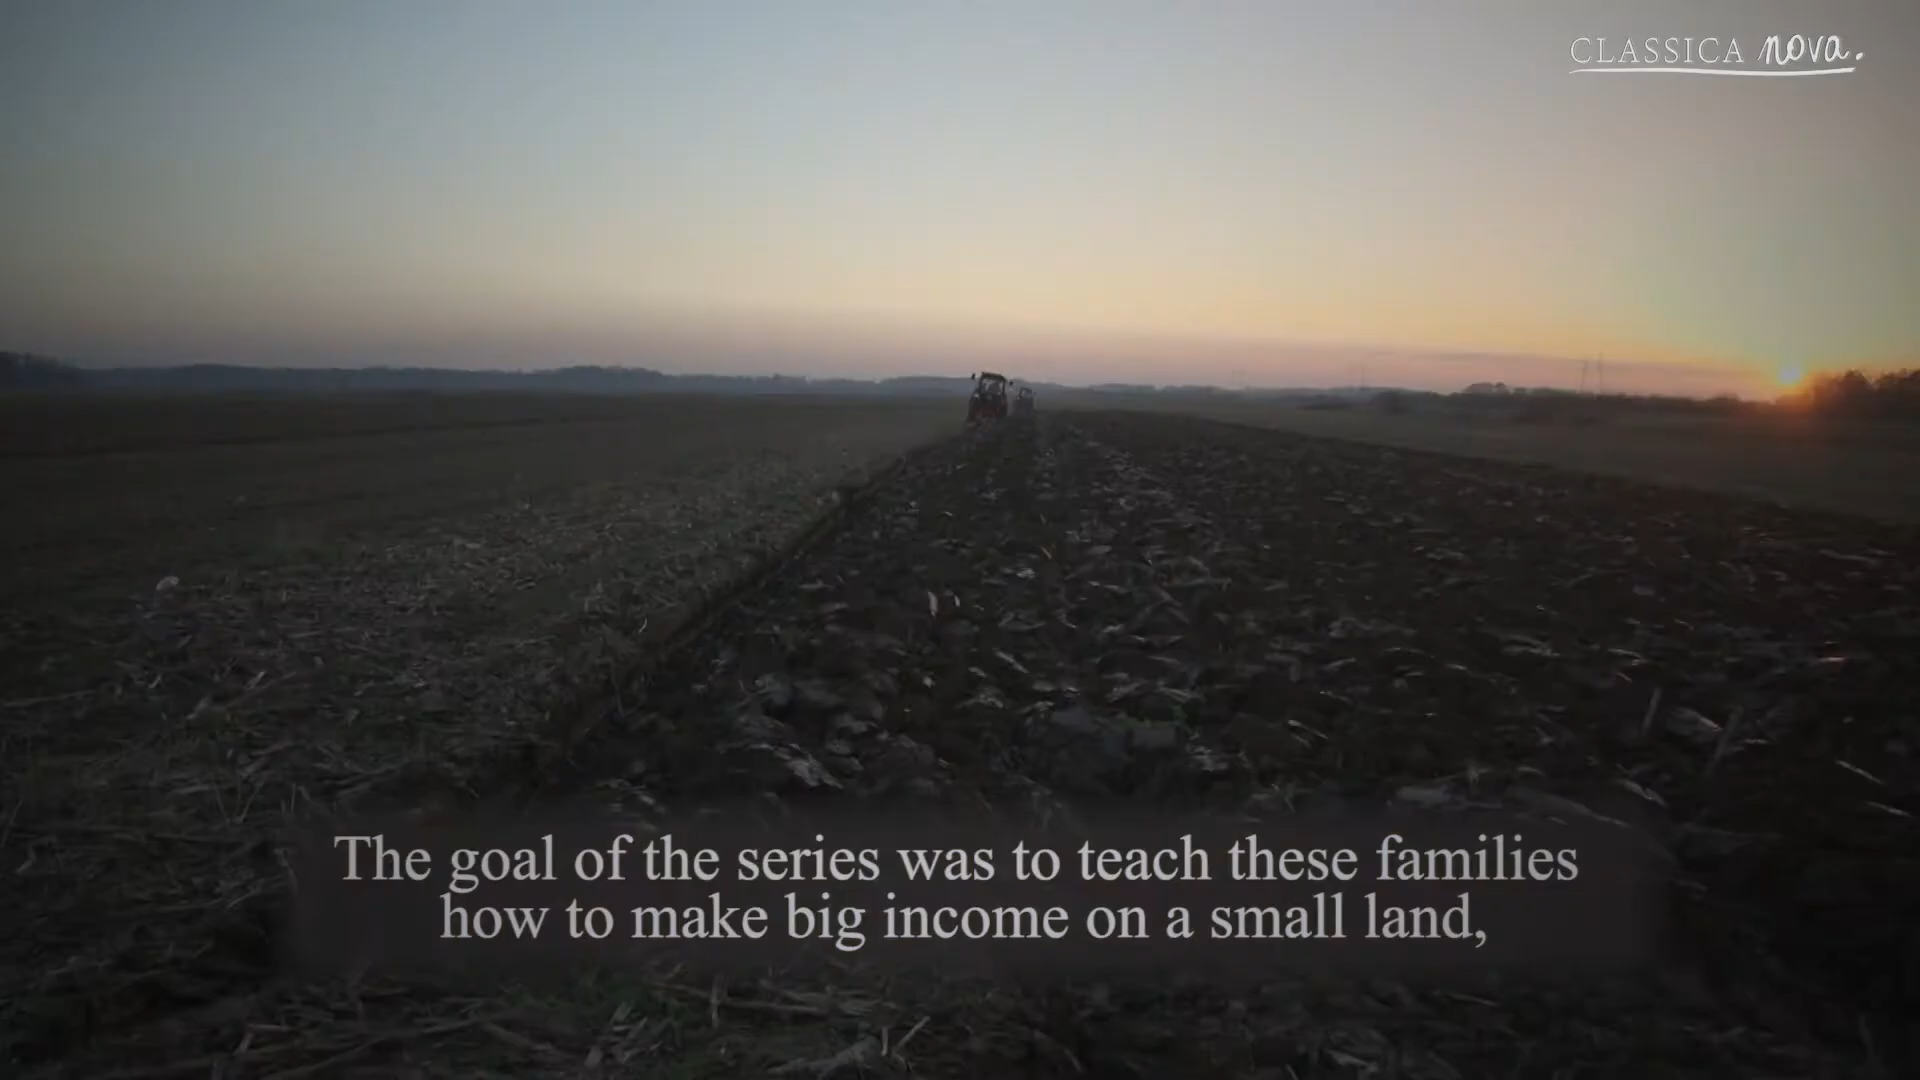 CLASSICA nova.
The goal of the series was to teach these families
how to make big income on a small land,